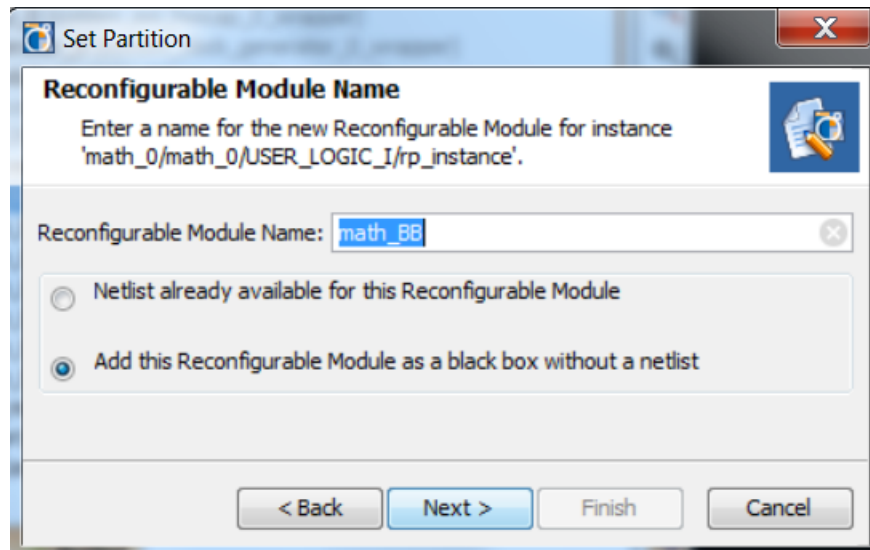 Set Partition
Reconfigurable Module Name
Enter a name for the new Reconfigurable Module for instance
'math_0/math_0/USER_LOGIC_I/rp_instance'.
Reconfigurable Module Name: math_BB
Netlist already available for this Reconfigurable Module
Add this Reconfigurable Module as a black box without a netlist
< Back Next > Finish Cancel